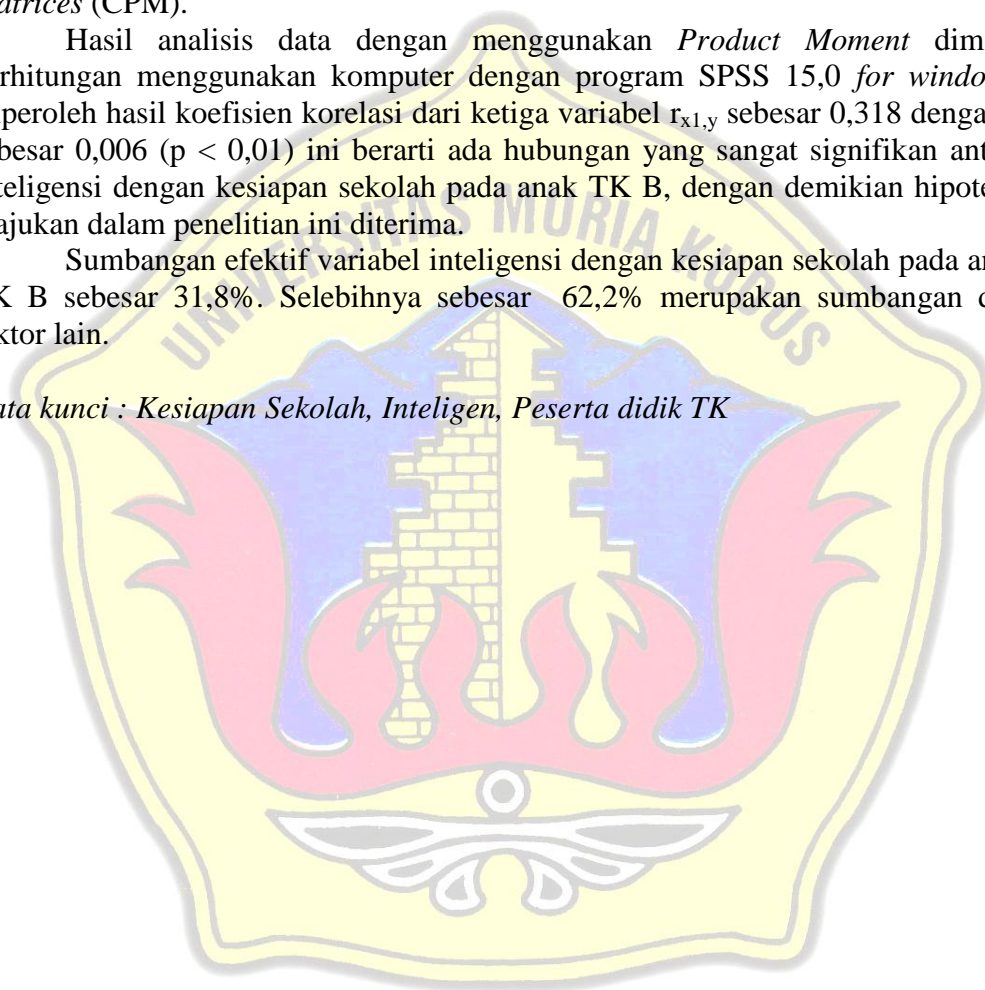 atrices (CPM).
Hasil analisis data dengan menggunakan Product Moment dim
rhitungan menggunakan komputer dengan program SPSS 15,0 for windo
peroleh hasil koefisien korelasi dari ketiga variabel rx1,y sebesar 0,318 denga
besar 0,006 (p < 0,01) ini berarti ada hubungan yang sangat signifikan ant
teligensi dengan kesiapan sekolah pada anak TK B, dengan demikian hipote
ajukan dalam penelitian ini diterima.
Sumbangan efektif variabel inteligensi dengan kesiapan sekolah pada an
K B sebesar 31,8%. Selebihnya sebesar 62,2% merupakan sumbangan d
ktor lain.
ata kunci : Kesiapan Sekolah, Inteligen, Peserta didik TK
UNIVERSITAS MURIA KUDUS